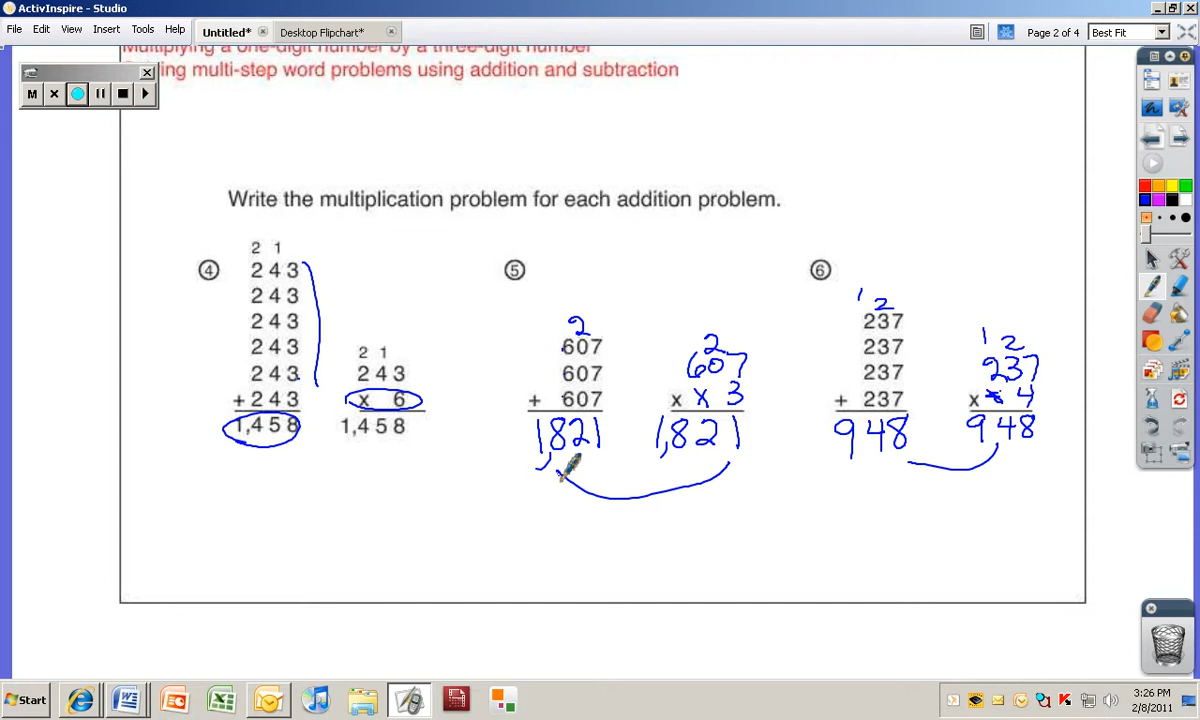 ActivInspire - Studio
File Edit View Insert Tools Help Untitled* Desktop Flipchart* Page 2 of 4 Best Fit
Multiplying a one-digit number by a three-digit number
ving multi-step word problems using addition and subtraction
M
Write the multiplication problem for each addition problem.
④
2 1
243
243
243
243
243
+243
1,458
2 1
243
x 6
1,458
⑤
2
607
607
+ 607
1,821
2
607
x x 3
1,821
⑥
1 2
237
237
237
+ 237
948
1 2
237
x 4
948
Start
3:26 PM
2/8/2011